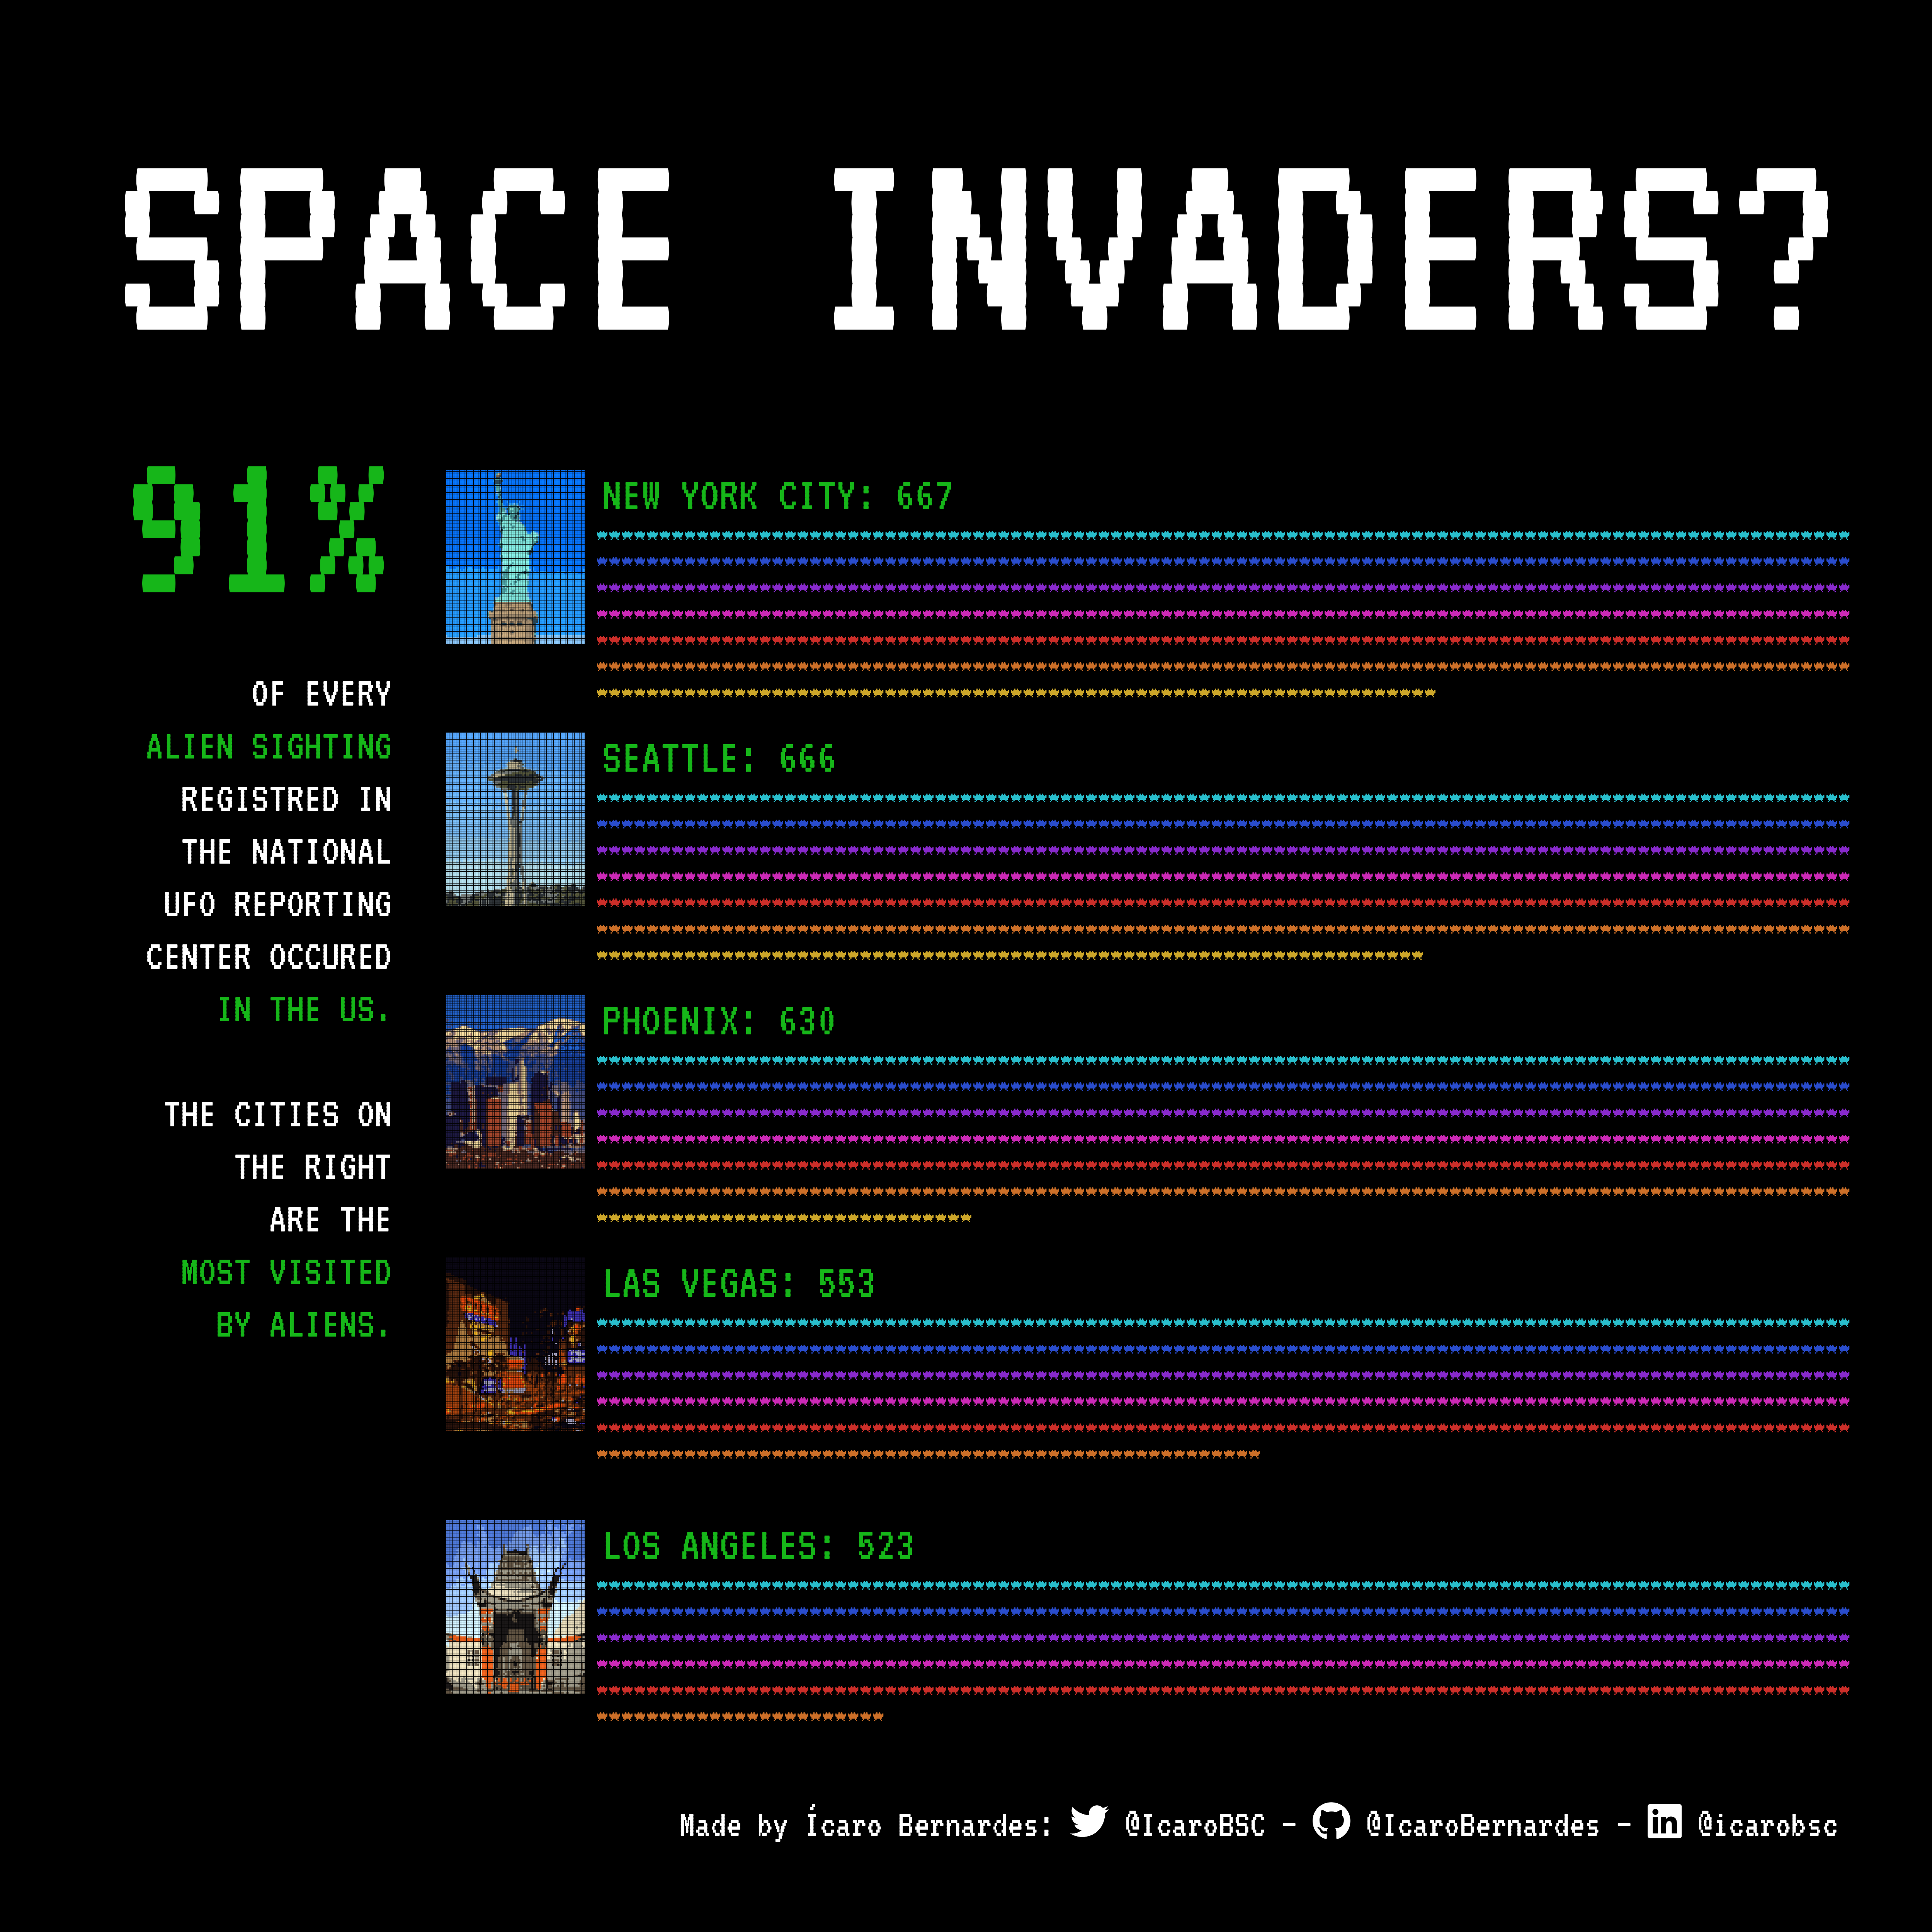 SPACE INVADERS?
91%
OF EVERY
ALIEN SIGHTING
REGISTRED IN
THE NATIONAL
UFO REPORTING
CENTER OCCURED
IN THE US.
THE CITIES ON
THE RIGHT
ARE THE
MOST VISITED
BY ALIENS.
NEW YORK CITY: 667
SEATTLE: 666
PHOENIX: 630
LAS VEGAS: 553
LOS ANGELES: 523
Made by Ícaro Bernardes: @IcaroBSC - @IcaroBernardes - @icarobsc